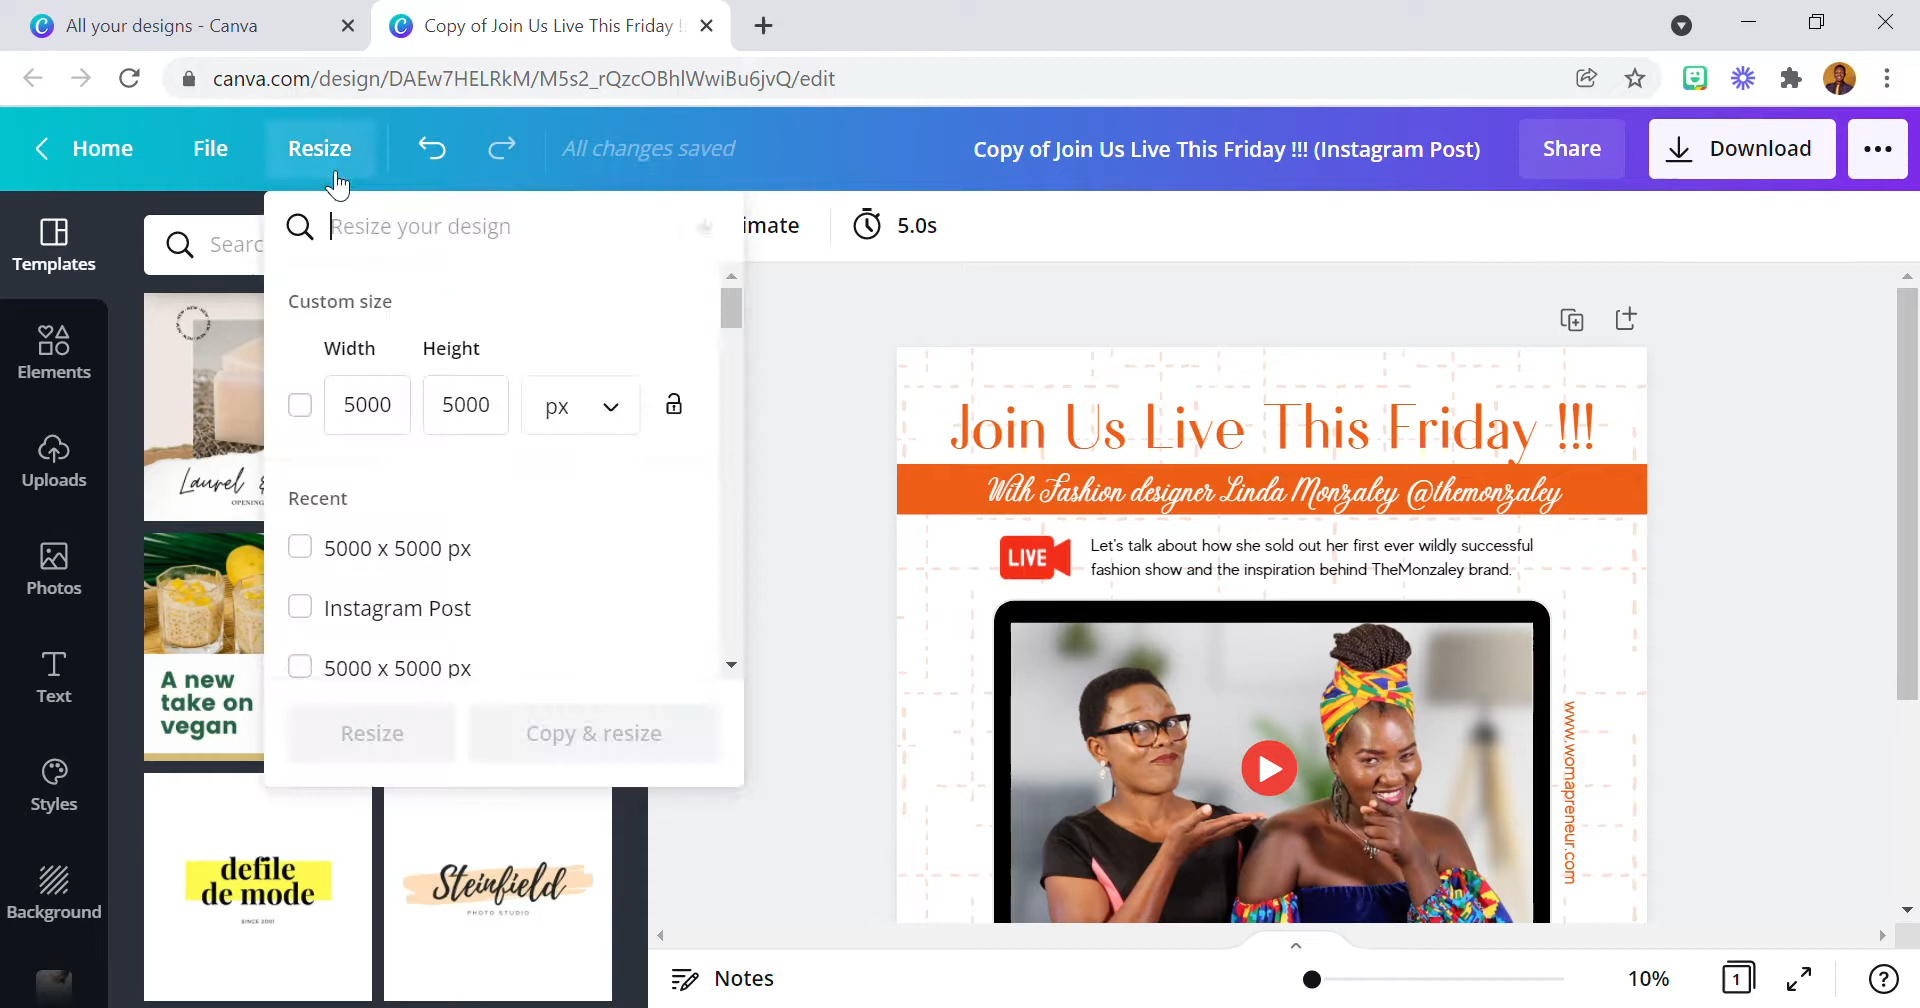 All your designs - Canva
Copy of Join Us Live This Friday !
canva.com/design/DAEw7HELRkM/M5s2_rQzcOBhlWwiBu6jvQ/edit
Home
File
Resize
All changes saved
Copy of Join Us Live This Friday !!! (Instagram Post)
Share
Download
Templates
Elements
Uploads
Photos
Text
Styles
Background
Searc
Laurel &
OPENING
A new
take on
vegan
defile
de mode
SINCE 2001
Steinfield
PHOTO STUDIO
Resize your design
Custom size
Width
Height
5000
5000
px
Recent
5000 x 5000 px
Instagram Post
5000 x 5000 px
Resize
Copy & resize
imate
5.0s
Join Us Live This Friday !!!
With Fashion designer Linda Monzaley @themonzaley
LIVE
Let's talk about how she sold out her first ever wildly successful
fashion show and the inspiration behind TheMonzaley brand.
www.womapreneur.com
Notes
10%
1